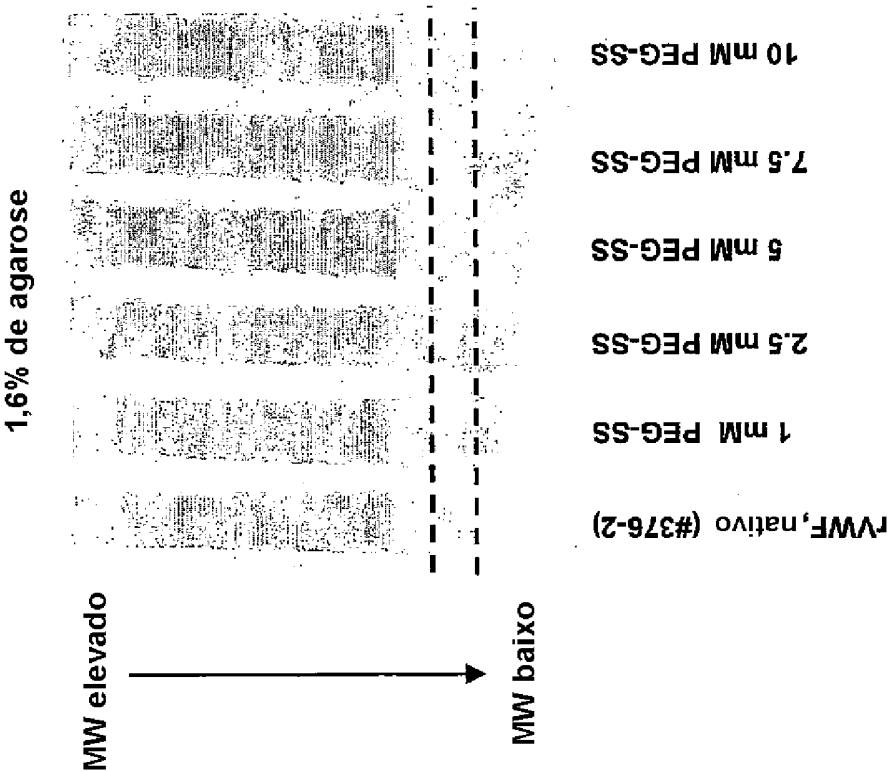 1,6% de agarose
MW elevado
MW baixo
rVWF,nativo (#376-2)
1 mM PEG-SS
2.5 mM PEG-SS
5 mM PEG-SS
7.5 mM PEG-SS
10 mM PEG-SS